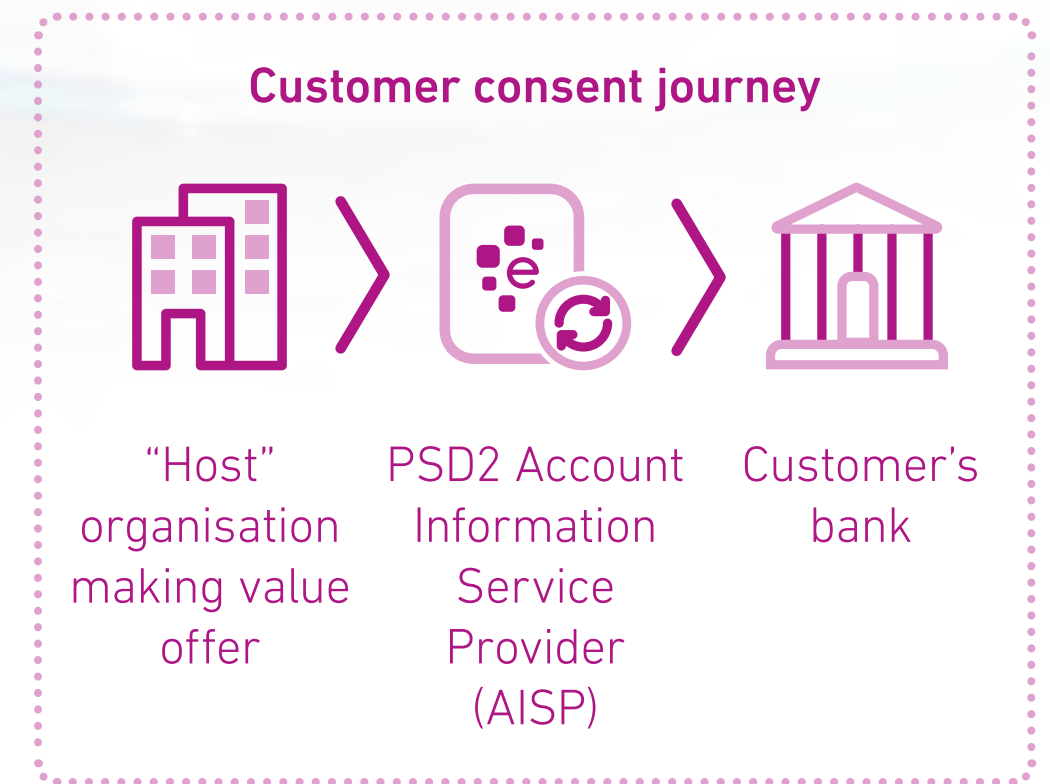 Customer consent journey
e
“Host”
organisation
making value
offer
PSD2 Account
Information
Service
Provider
(AISP)
Customer’s
bank